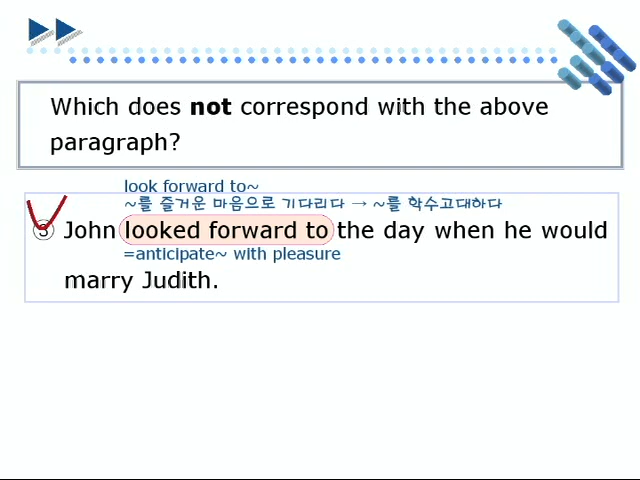 Which does not correspond with the above
paragraph?
look forward to~
~를 즐거운 마음으로 기다리다 → ~를 학수고대하다
③ John looked forward to the day when he would
=anticipate~ with pleasure
marry Judith.